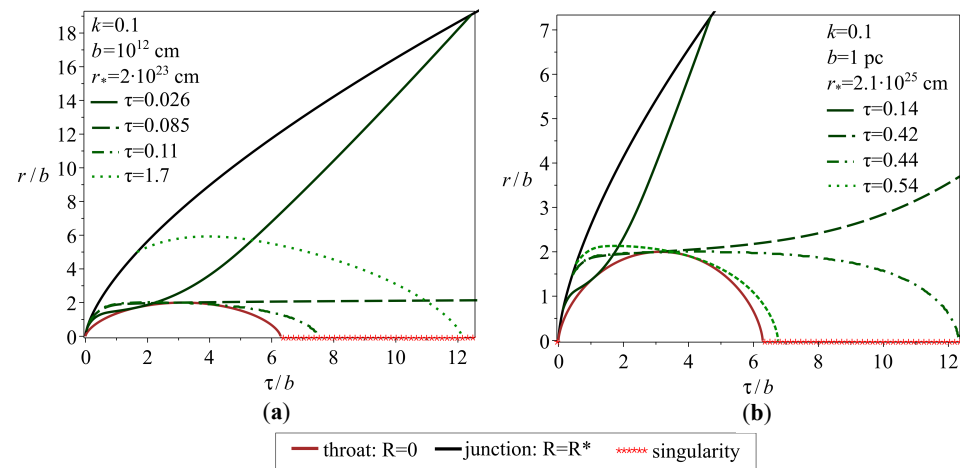 18
16
14
12
10
8
6
4
2
0
r/b
k=0.1
b=10¹² cm
r*=2·10²³ cm
τ=0.026
τ=0.085
τ=0.11
τ=1.7
0 2 4 6 8 10 12
τ/b
(a)
7
6
5
4
3
2
1
0
r/b
k=0.1
b=1 pc
r*=2.1·10²⁵ cm
τ=0.14
τ=0.42
τ=0.44
τ=0.54
0 2 4 6 8 10 12
τ/b
(b)
throat: R=0 junction: R=R* singularity